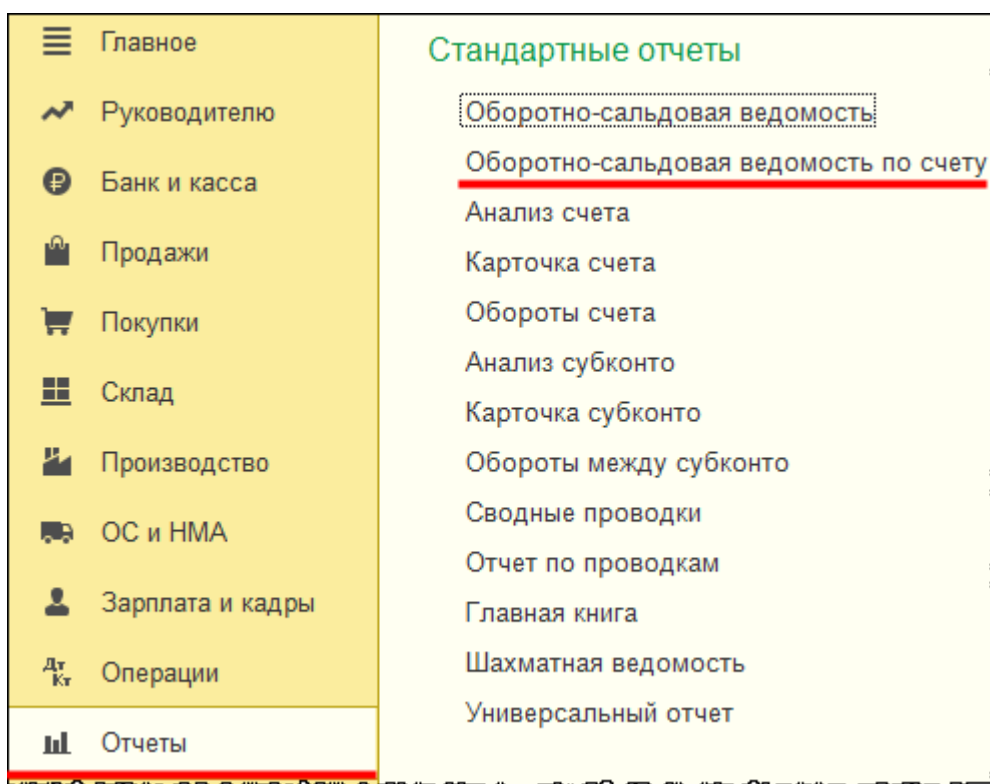 Главное
Руководителю
Банк и касса
Продажи
Покупки
Склад
Производство
ОС и НМА
Зарплата и кадры
Дт
Кт
Операции
Отчеты
Стандартные отчеты
Оборотно-сальдовая ведомость
Оборотно-сальдовая ведомость по счету
Анализ счета
Карточка счета
Обороты счета
Анализ субконто
Карточка субконто
Обороты между субконто
Сводные проводки
Отчет по проводкам
Главная книга
Шахматная ведомость
Универсальный отчет